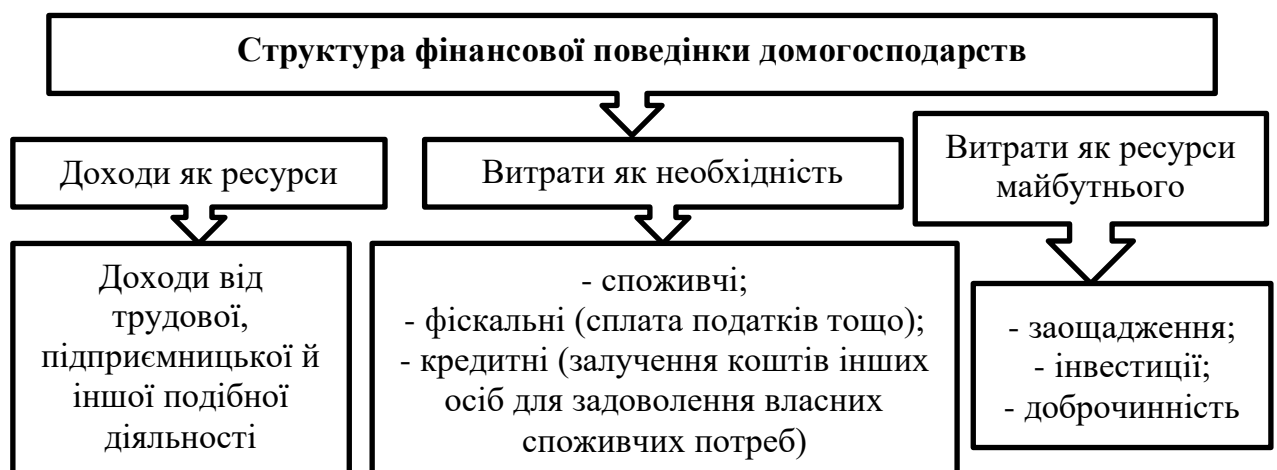 Структура фінансової поведінки домогосподарств
Доходи як ресурси
Витрати як необхідність
Витрати як ресурси
майбутнього
Доходи від
трудової,
підприємницької й
іншої подібної
діяльності
- споживчі;
- фіскальні (сплата податків тощо);
- кредитні (залучення коштів інших
осіб для задоволення власних
споживчих потреб)
- заощадження;
- інвестиції;
- доброчинність